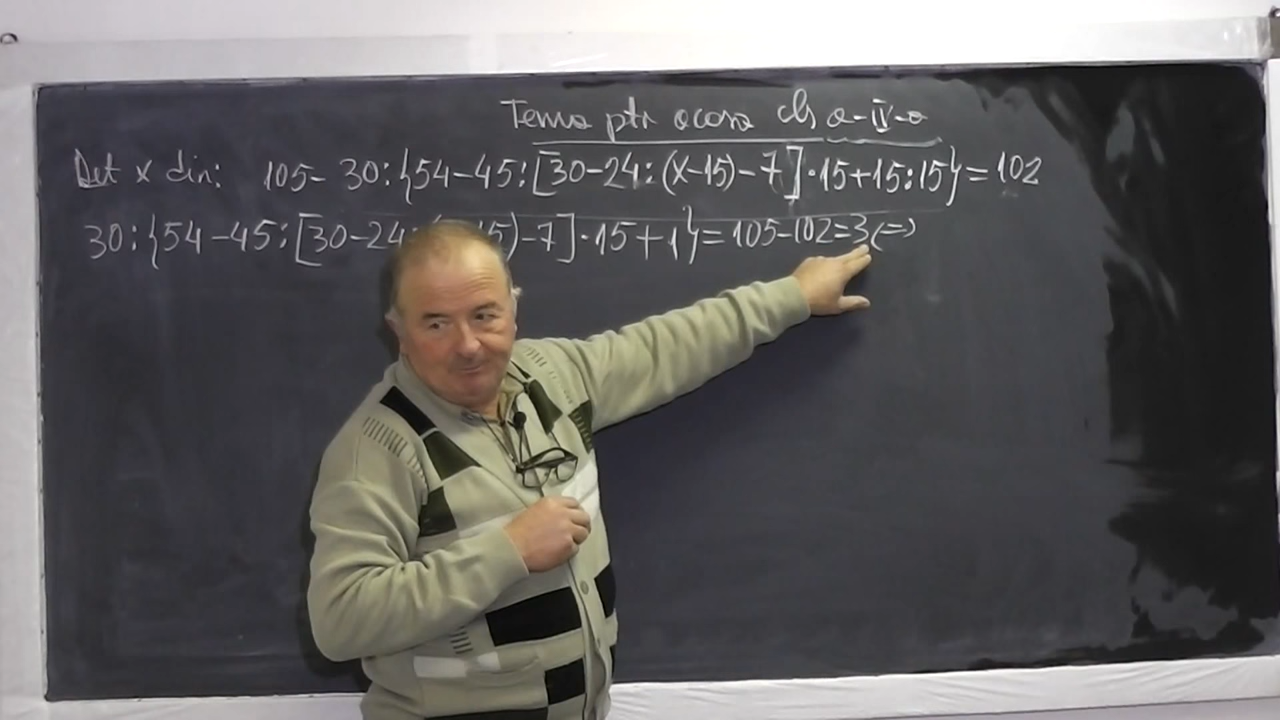 Tema ptr acasa cls a-IV-a
Det x din: 105- 30:{54-45:[30-24:(x-15)-7]·15+15:15}=102
30:{54-45:[30-24: 15)-7]·15+1}=105-102=3(=>